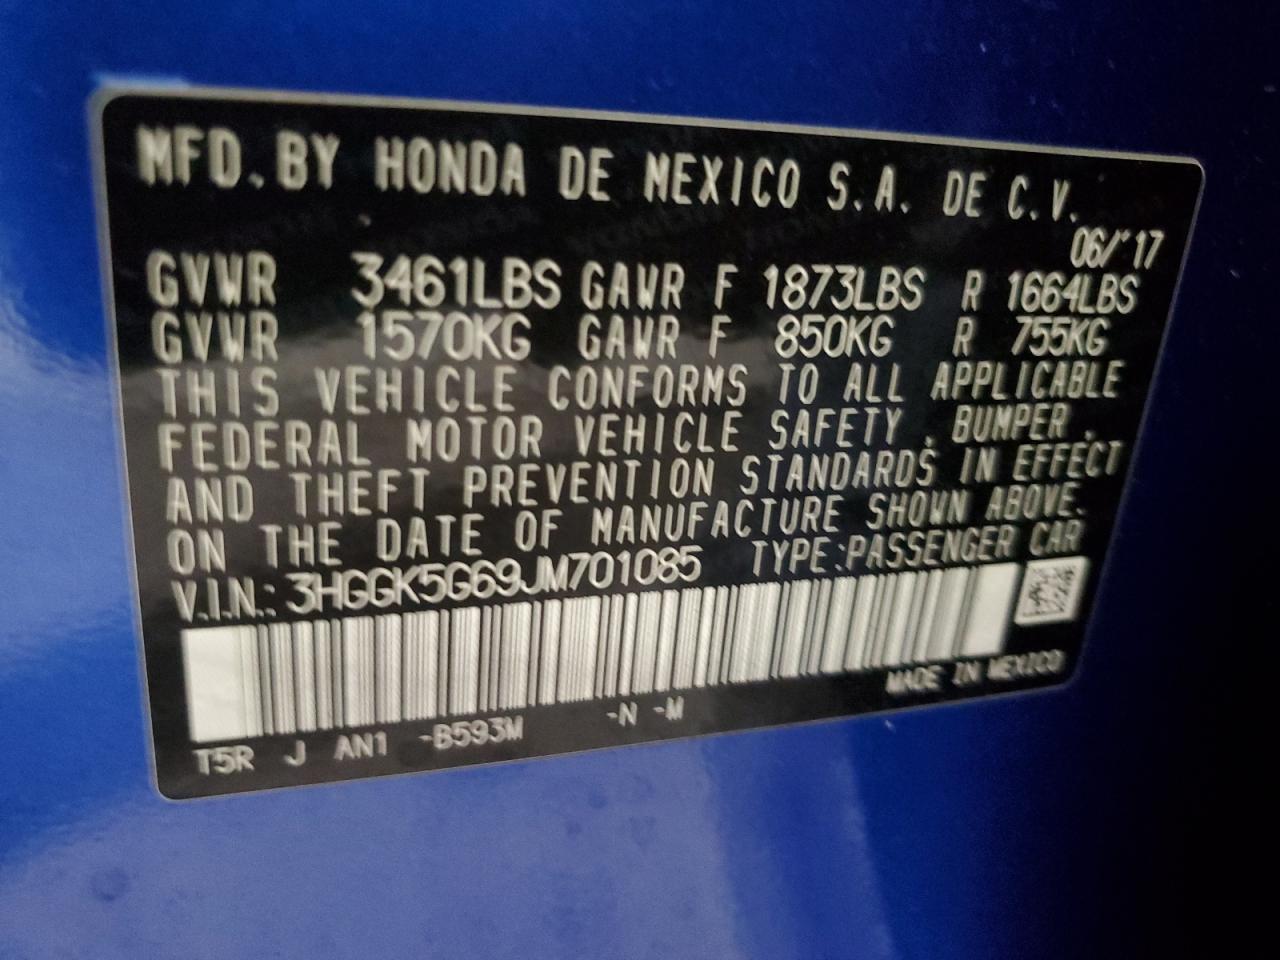 MFD. BY HONDA DE MEXICO S.A. DE C.V.
06/'17
GVWR 3461LBS GAWR F 1873LBS R 1664LBS
GVWR 1570KG GAWR F 850KG R 755KG
THIS VEHICLE CONFORMS TO ALL APPLICABLE
FEDERAL MOTOR VEHICLE SAFETY, BUMPER,
AND THEFT PREVENTION STANDARDS IN EFFECT
ON THE DATE OF MANUFACTURE SHOWN ABOVE.
V.I.N.: 3HGGK5G69JM701085 TYPE:PASSENGER CAR
MADE IN MEXICO
T5R J AN1 -B593M -N -M